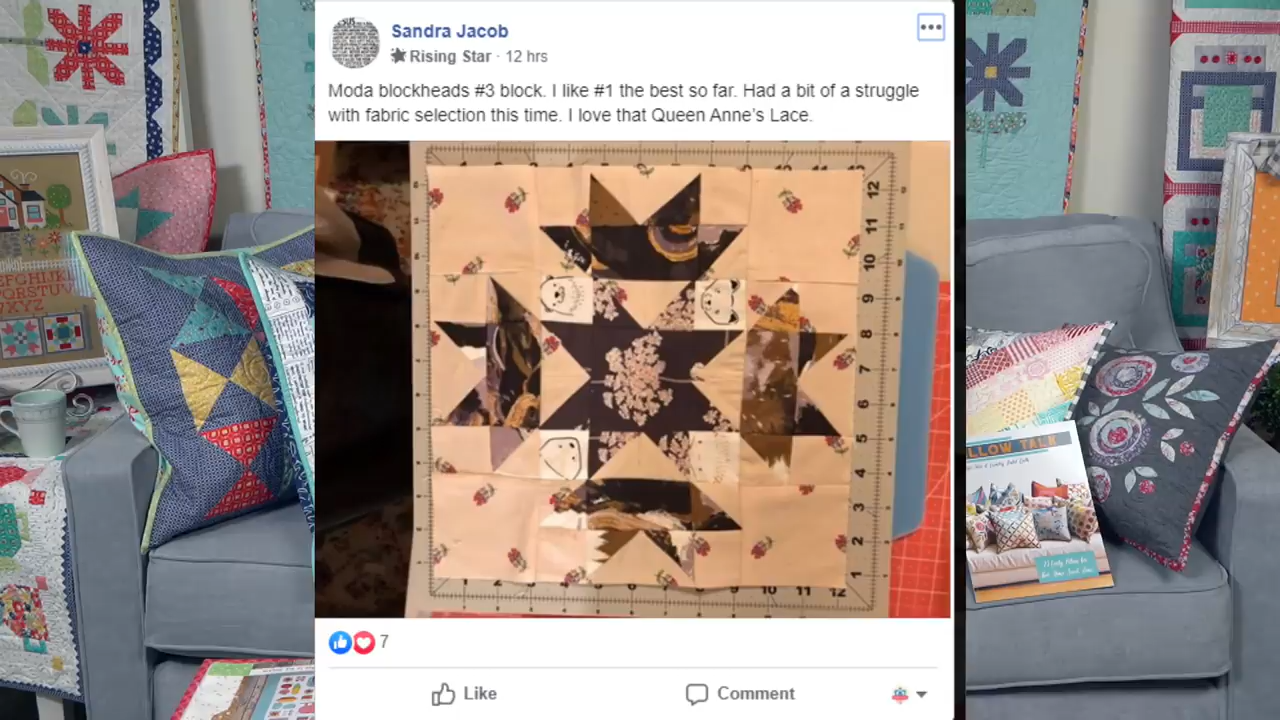 Sandra Jacob
Rising Star · 12 hrs
Moda blockheads #3 block. I like #1 the best so far. Had a bit of a struggle
with fabric selection this time. I love that Queen Anne's Lace.
12
11
10
9
8
7
6
5
4
3
2
1
1 2 3 4 5 6 7 8 9 10 11 12
7
Like
Comment
LLOW TALK